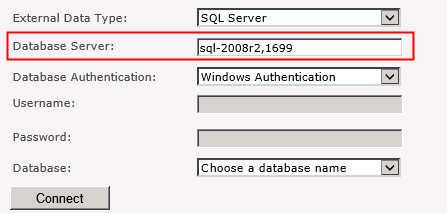 External Data Type: SQL Server
Database Server: sql-2008r2,1699
Database Authentication: Windows Authentication
Username:
Password:
Database: Choose a database name
Connect